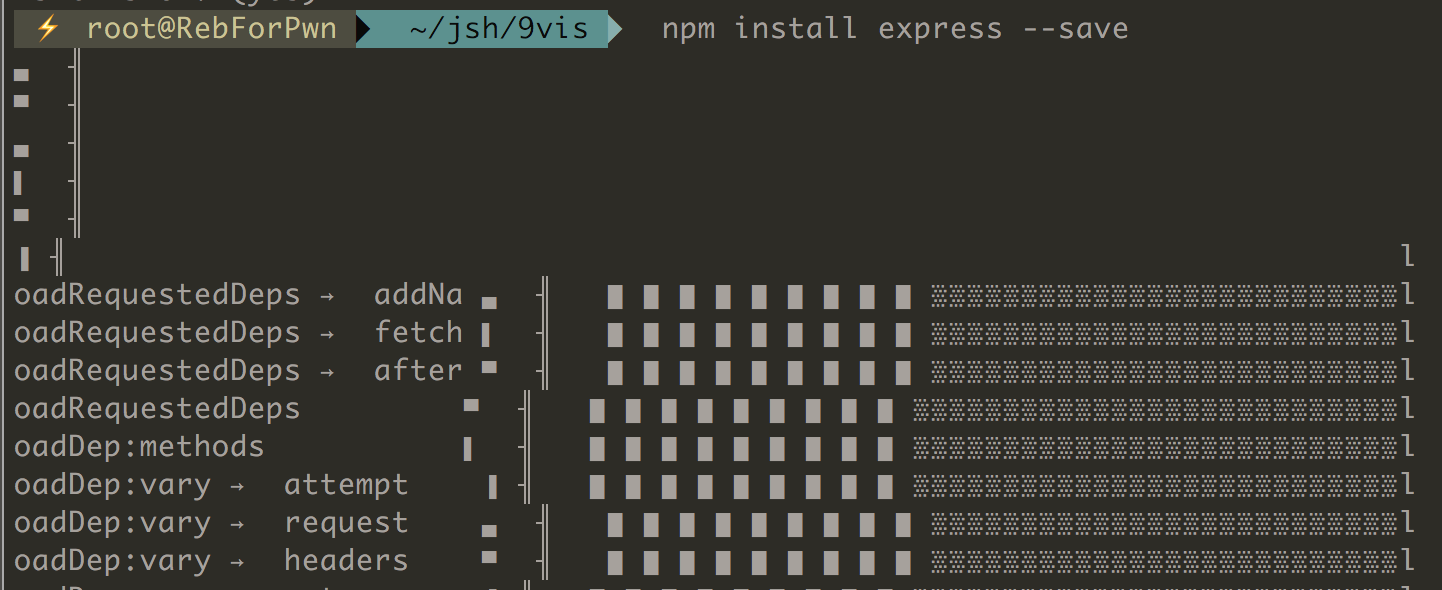 ⚡ root@RebForPwn ~/jsh/9vis npm install express --save
▄ ╢
▀ ╢
▄ ╢
▌ ╢
▀ ╢
▐ ╢ l
oadRequestedDeps → addNa ▄ ╢ █ █ █ █ █ █ █ █ █ ░░░░░░░░░░░░░░░░░░░░░░░░░░l
oadRequestedDeps → fetch ▌ ╢ █ █ █ █ █ █ █ █ █ ░░░░░░░░░░░░░░░░░░░░░░░░░░l
oadRequestedDeps → after ▀ ╢ █ █ █ █ █ █ █ █ █ ░░░░░░░░░░░░░░░░░░░░░░░░░░l
oadRequestedDeps ▀ ╢ █ █ █ █ █ █ █ █ █ ░░░░░░░░░░░░░░░░░░░░░░░░░░░l
oadDep:methods ▌ ╢ █ █ █ █ █ █ █ █ █ ░░░░░░░░░░░░░░░░░░░░░░░░░░░l
oadDep:vary → attempt ▐ ╢ █ █ █ █ █ █ █ █ █ ░░░░░░░░░░░░░░░░░░░░░░░░░░░l
oadDep:vary → request ▄ ╢ █ █ █ █ █ █ █ █ █ ░░░░░░░░░░░░░░░░░░░░░░░░░░l
oadDep:vary → headers ▀ ╢ █ █ █ █ █ █ █ █ █ ░░░░░░░░░░░░░░░░░░░░░░░░░░l